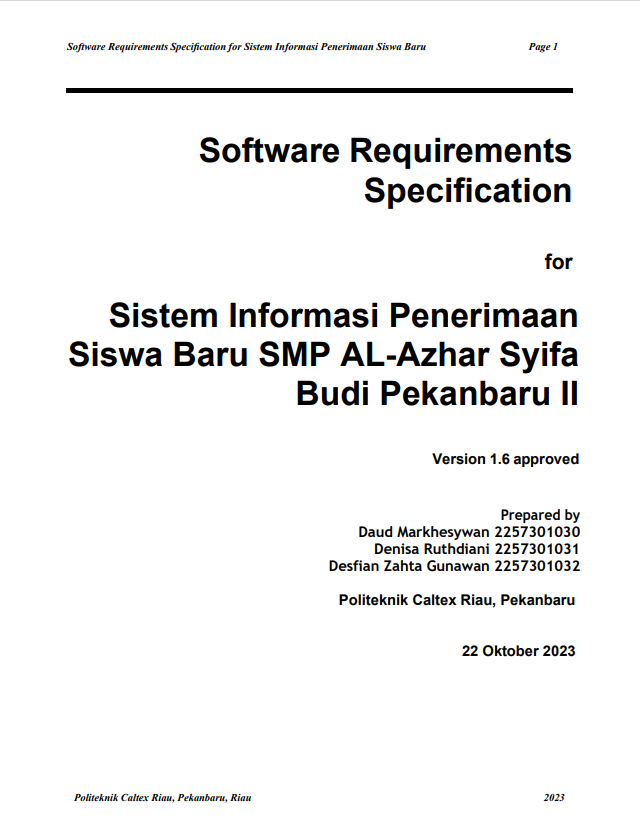 Software Requirements Specification for Sistem Informasi Penerimaan Siswa Baru Page 1
Software Requirements
Specification
for
Sistem Informasi Penerimaan
Siswa Baru SMP AL-Azhar Syifa
Budi Pekanbaru II
Version 1.6 approved
Prepared by
Daud Markhesywan 2257301030
Denisa Ruthdiani 2257301031
Desfian Zahta Gunawan 2257301032
Politeknik Caltex Riau, Pekanbaru
22 Oktober 2023
Politeknik Caltex Riau, Pekanbaru, Riau 2023